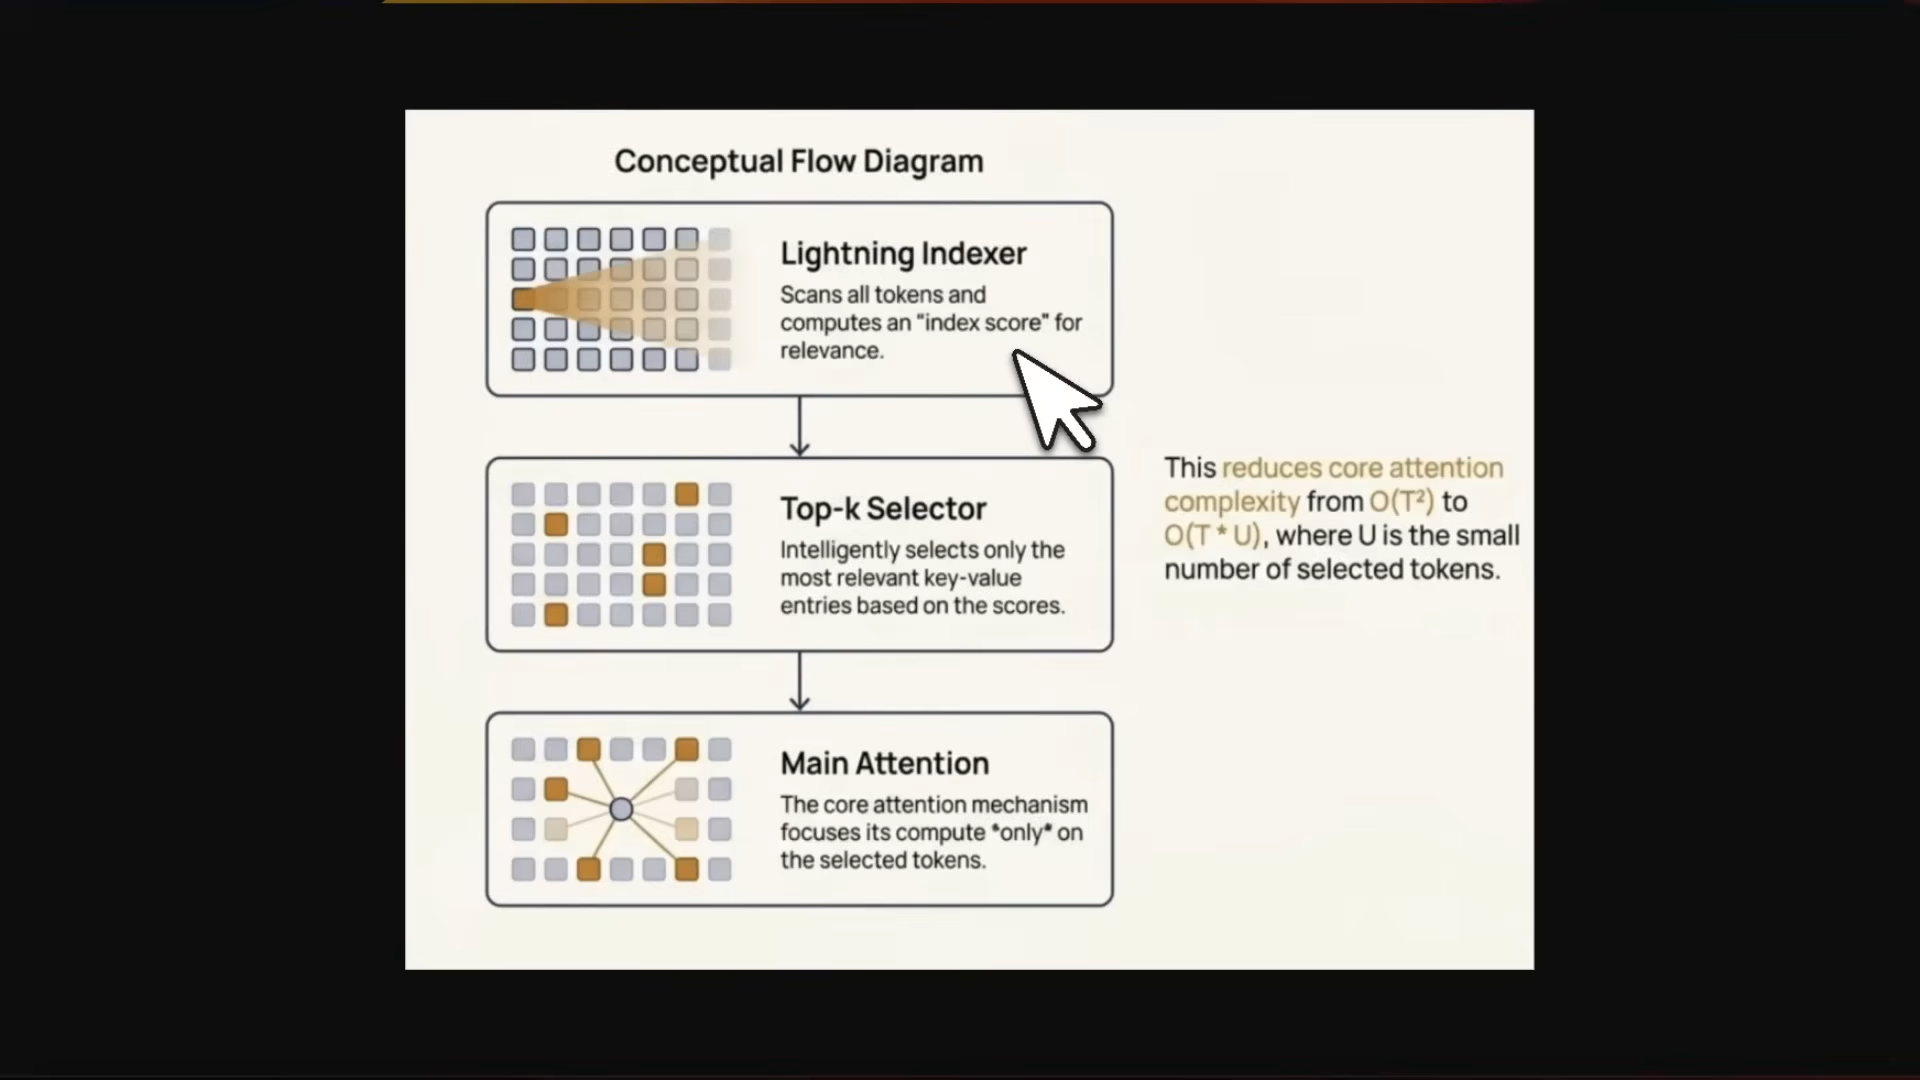 Conceptual Flow Diagram
Lightning Indexer
Scans all tokens and
computes an “index score” for
relevance.
Top-k Selector
Intelligently selects only the
most relevant key-value
entries based on the scores.
Main Attention
The core attention mechanism
focuses its compute *only* on
the selected tokens.
This reduces core attention
complexity from O(T²) to
O(T * U), where U is the small
number of selected tokens.